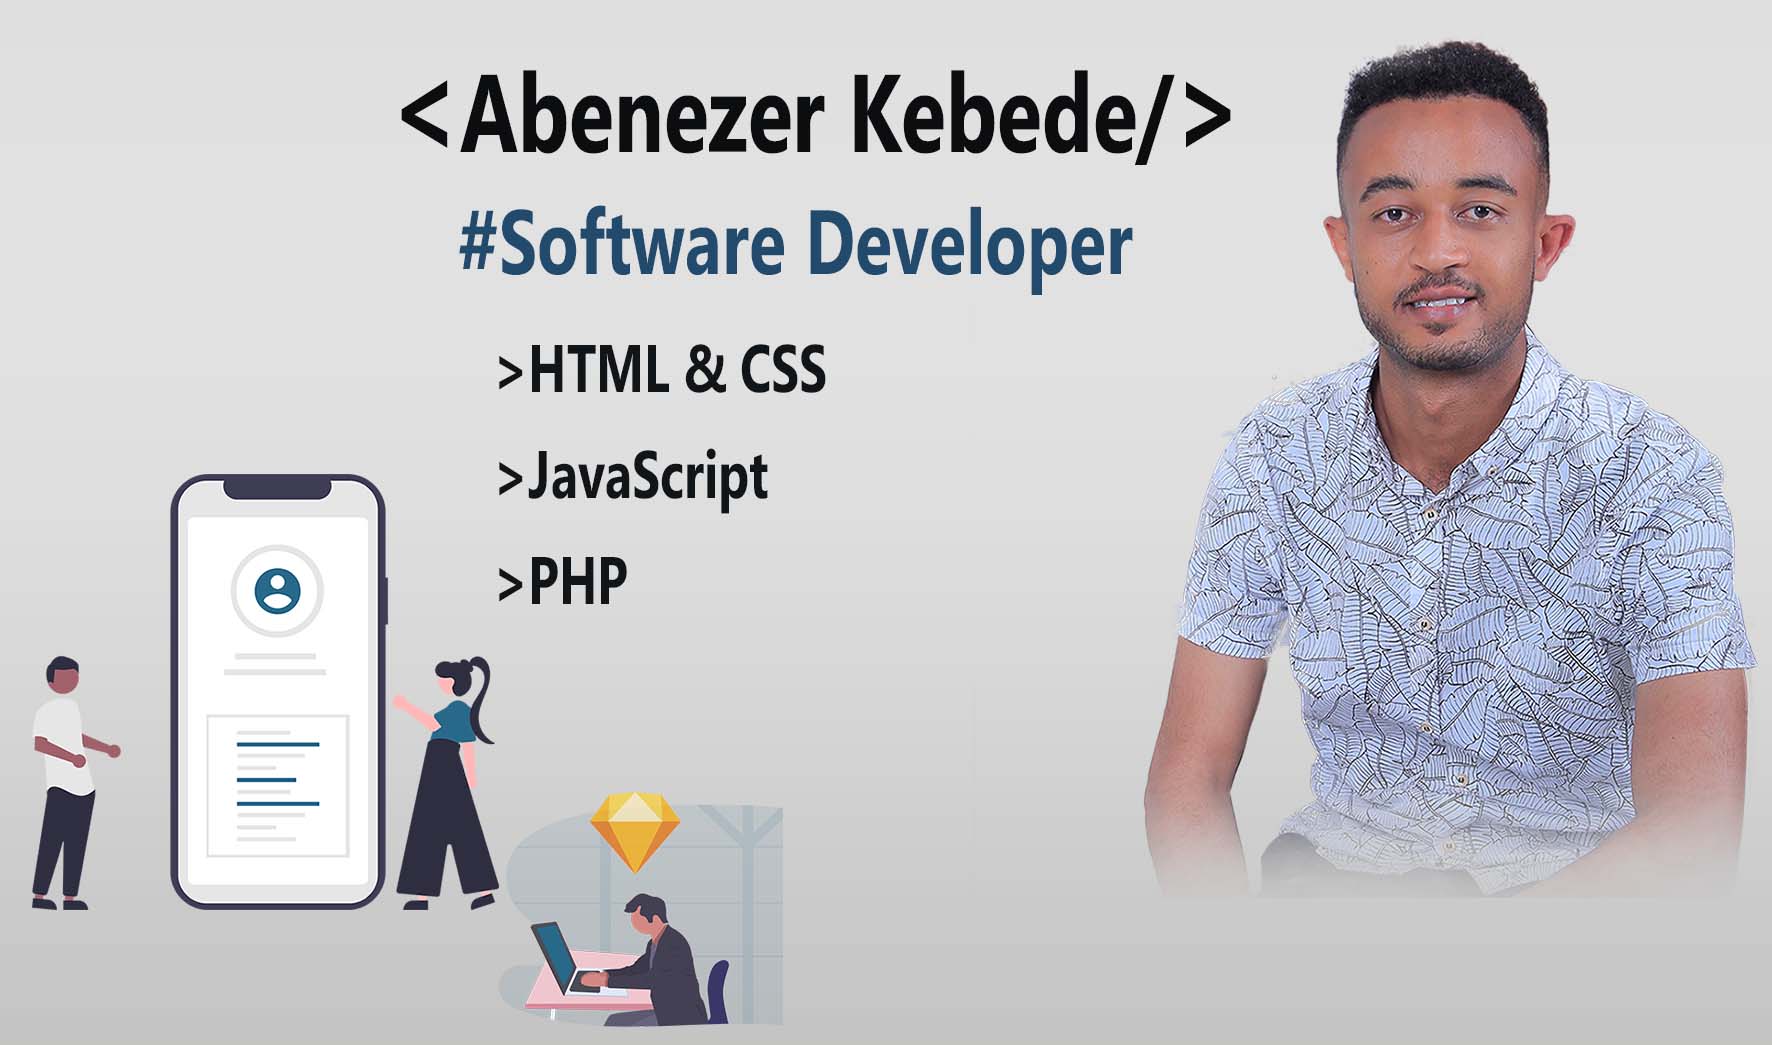 <Abenezer Kebede/>
#Software Developer
>HTML & CSS
>JavaScript
>PHP